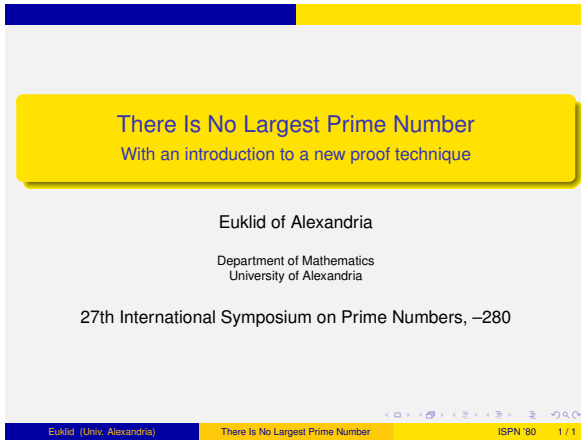 There Is No Largest Prime Number
With an introduction to a new proof technique
Euklid of Alexandria
Department of Mathematics
University of Alexandria
27th International Symposium on Prime Numbers, –280
Euklid (Univ. Alexandria) There Is No Largest Prime Number ISPN '80 1 / 1